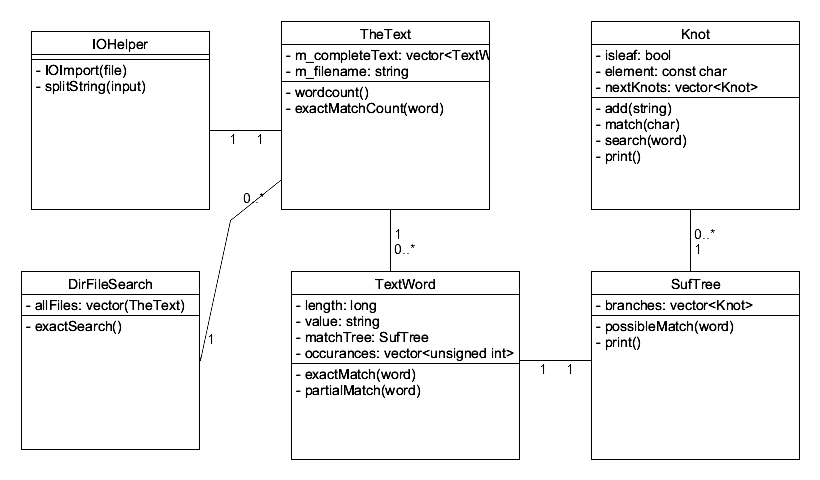 IOHelper
- IOImport(file)
- splitString(input)
TheText
- m_completeText: vector<TextW
- m_filename: string
- wordcount()
- exactMatchCount(word)
Knot
- isleaf: bool
- element: const char
- nextKnots: vector<Knot>
- add(string)
- match(char)
- search(word)
- print()
1 1
0..*
1
0..*
0..*
1
DirFileSearch
- allFiles: vector(TheText)
- exactSearch()
1
TextWord
- length: long
- value: string
- matchTree: SufTree
- occurances: vector<unsigned int>
- exactMatch(word)
- partialMatch(word)
1 1
SufTree
- branches: vector<Knot>
- possibleMatch(word)
- print()